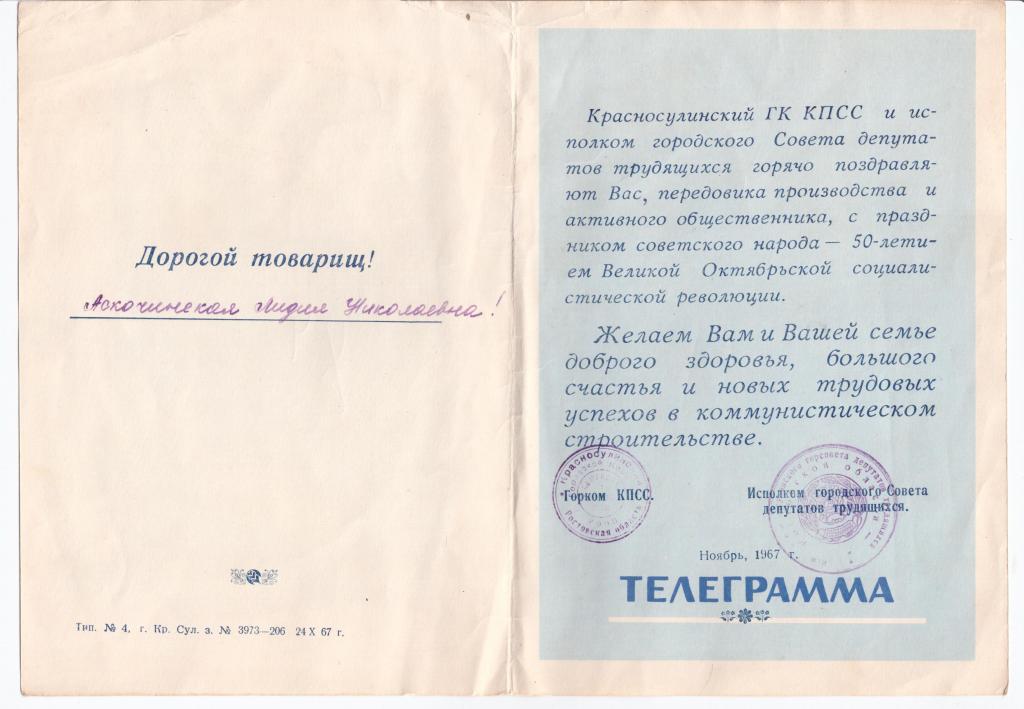 Дорогой товарищ!
Аскочинская Лидия Николаевна!
Тип. № 4, г. Кр. Сул. з. № 3973—206 24 X 67 г.
Красносулинский ГК КПСС и ис-
полком городского Совета депута-
тов трудящихся горячо поздравля-
ют Вас, передовика производства и
активного общественника, с празд-
ником советского народа — 50-лети-
ем Великой Октябрьской социали-
стической революции.
Желаем Вам и Вашей семье
доброго здоровья, большого
счастья и новых трудовых
успехов в коммунистическом
строительстве.
Горком КПСС.
Ростовская область
Исполком городского Совета
депутатов трудящихся.
Ноябрь, 1967 г.
ТЕЛЕГРАММА